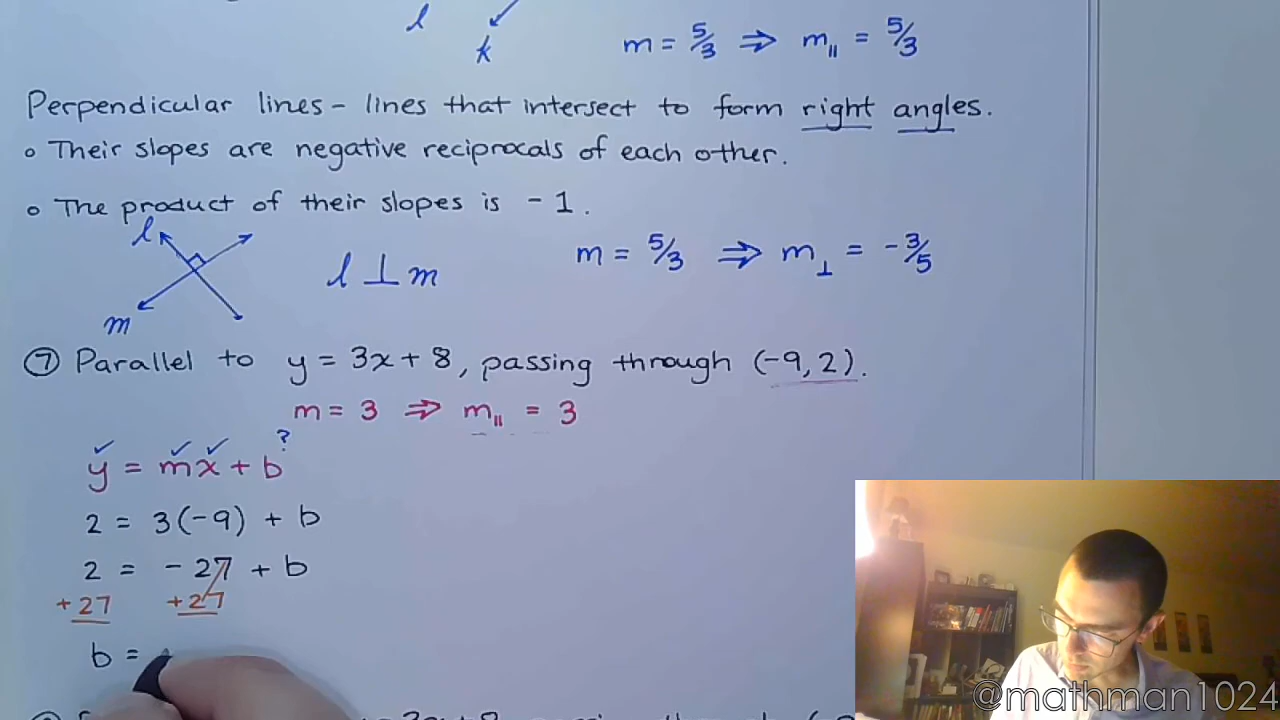 l
k
m = 5/3 ⇒ m∥ = 5/3
Perpendicular lines – lines that intersect to form right angles.
o Their slopes are negative reciprocals of each other.
o The product of their slopes is -1.
l
m
l ⊥ m
m = 5/3 ⇒ m⊥ = -3/5
⑦ Parallel to y = 3x + 8, passing through (-9, 2).
m = 3 ⇒ m∥ = 3
?
✓ ✓ ✓
y = mx + b
2 = 3(-9) + b
2 = -27 + b
+27 +27
b =
@mathman1024